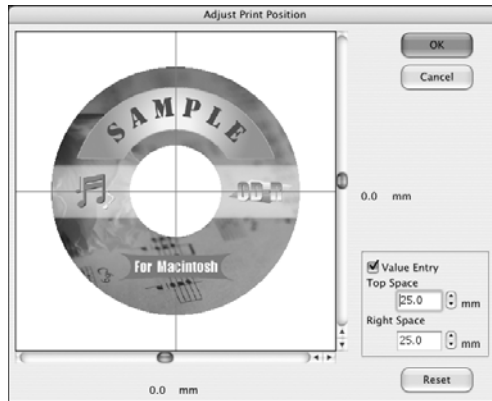 Adjust Print Position
OK
Cancel
SAMPLE
CD-R
For Macintosh
0.0 mm
Value Entry
Top Space
25.0 mm
Right Space
25.0 mm
0.0 mm
Reset